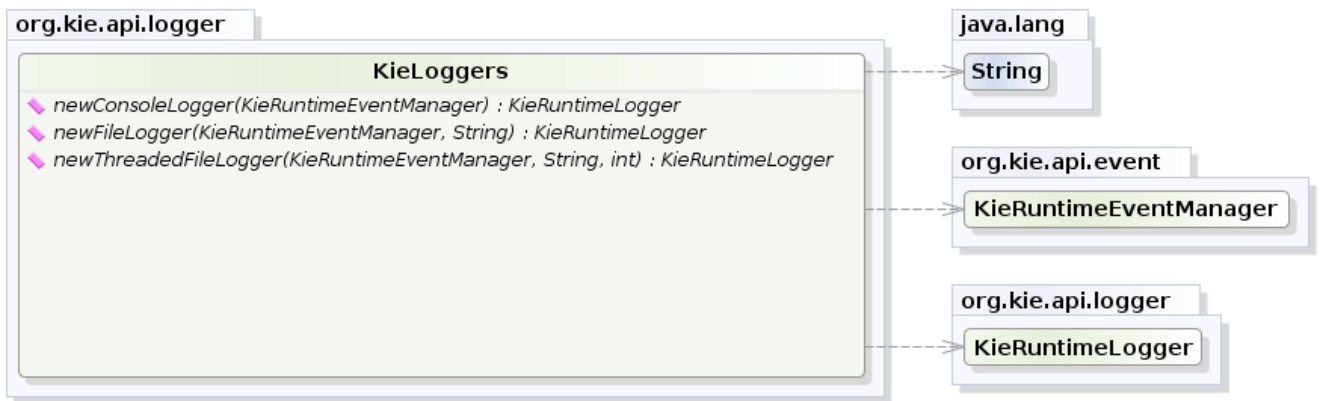 org.kie.api.logger
KieLoggers
newConsoleLogger(KieRuntimeEventManager) : KieRuntimeLogger
newFileLogger(KieRuntimeEventManager, String) : KieRuntimeLogger
newThreadedFileLogger(KieRuntimeEventManager, String, int) : KieRuntimeLogger
java.lang
String
org.kie.api.event
KieRuntimeEventManager
org.kie.api.logger
KieRuntimeLogger